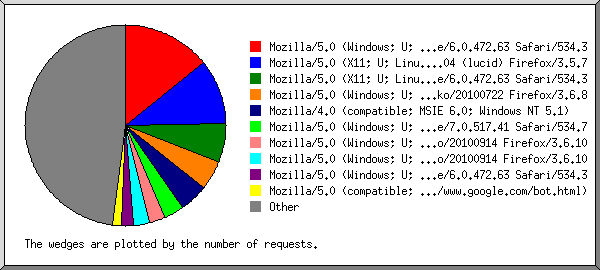 Mozilla/5.0 (Windows; U; ...e/6.0.472.63 Safari/534.3
Mozilla/5.0 (X11; U; Linu....04 (lucid) Firefox/3.5.7
Mozilla/5.0 (X11; U; Linu...e/6.0.472.63 Safari/534.3
Mozilla/5.0 (Windows; U; ...ko/20100722 Firefox/3.6.8
Mozilla/4.0 (compatible; MSIE 6.0; Windows NT 5.1)
Mozilla/5.0 (Windows; U; ...e/7.0.517.41 Safari/534.7
Mozilla/5.0 (Windows; U; ...o/20100914 Firefox/3.6.10
Mozilla/5.0 (Windows; U; ...o/20100914 Firefox/3.6.10
Mozilla/5.0 (Windows; U; ...e/6.0.472.63 Safari/534.3
Mozilla/5.0 (compatible; .../www.google.com/bot.html)
Other
The wedges are plotted by the number of requests.